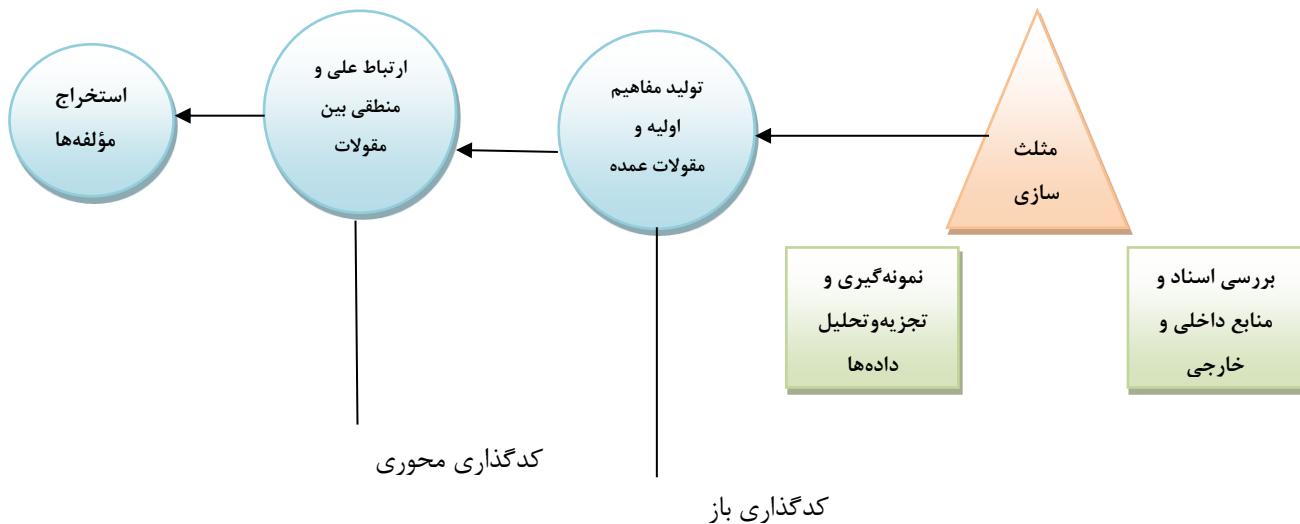 مثلث
سازی
بررسی اسناد و
منابع داخلی و
خارجی
نمونه‌گیری و
تجزیه‌وتحلیل
داده‌ها
تولید مفاهیم
اولیه و
مقولات عمده
ارتباط علی و
منطقی بین
مقولات
استخراج
مؤلفه‌ها
کدگذاری باز
کدگذاری محوری